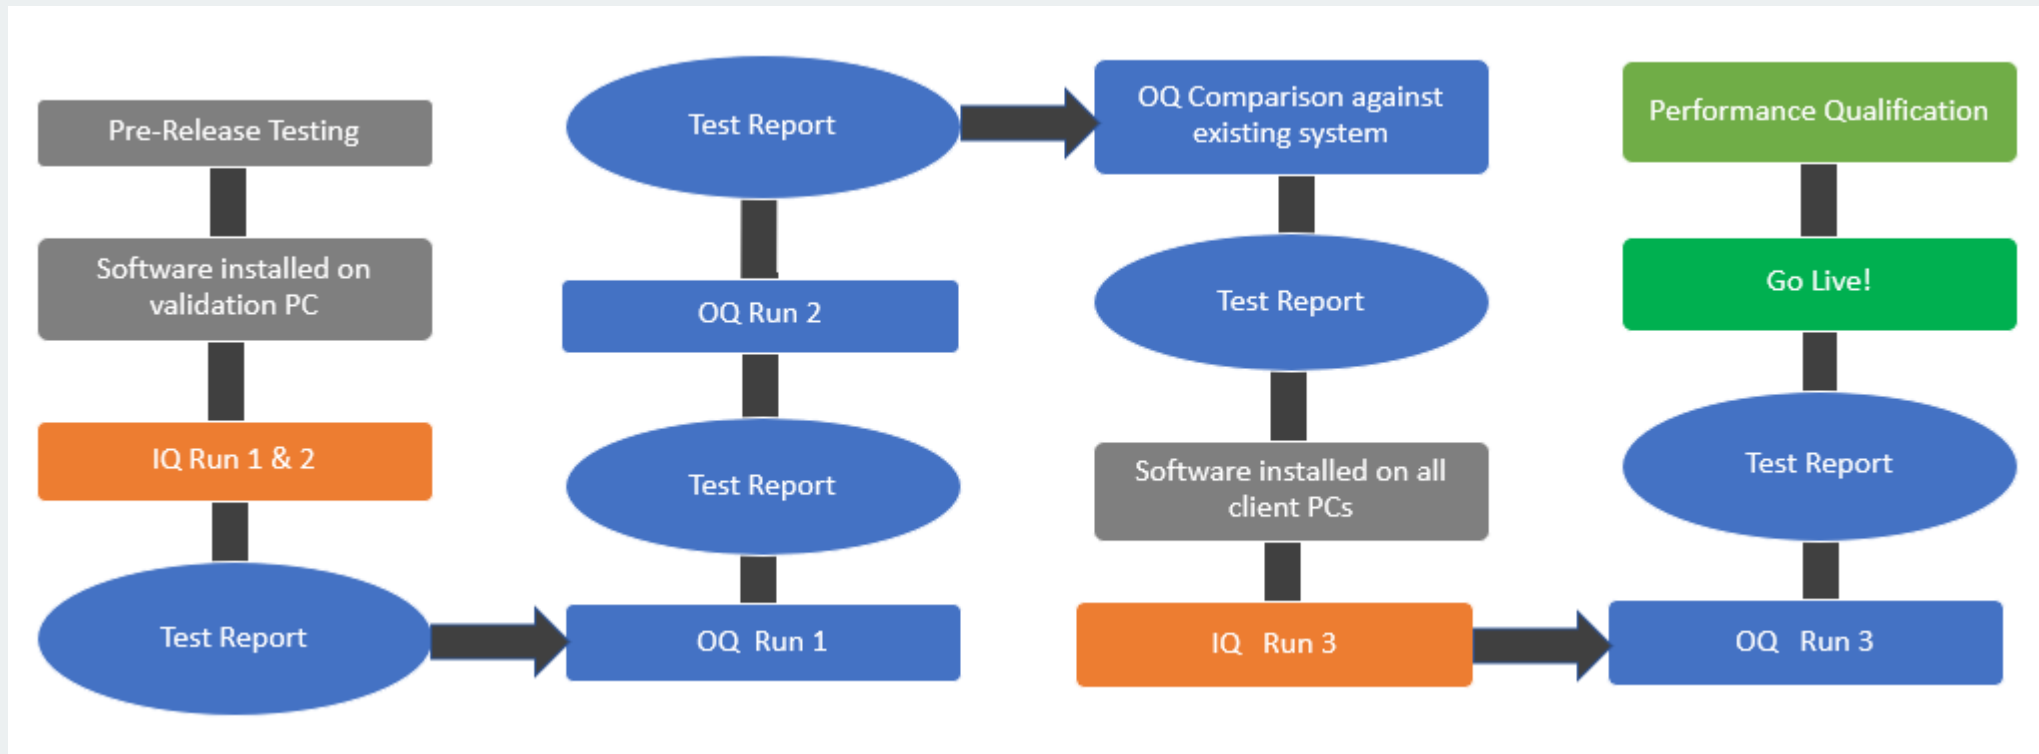 Pre-Release Testing
Software installed on
validation PC
IQ Run 1 & 2
Test Report
OQ Run 1
Test Report
OQ Run 2
Test Report
OQ Comparison against
existing system
Test Report
Software installed on all
client PCs
IQ Run 3
OQ Run 3
Test Report
Go Live!
Performance Qualification